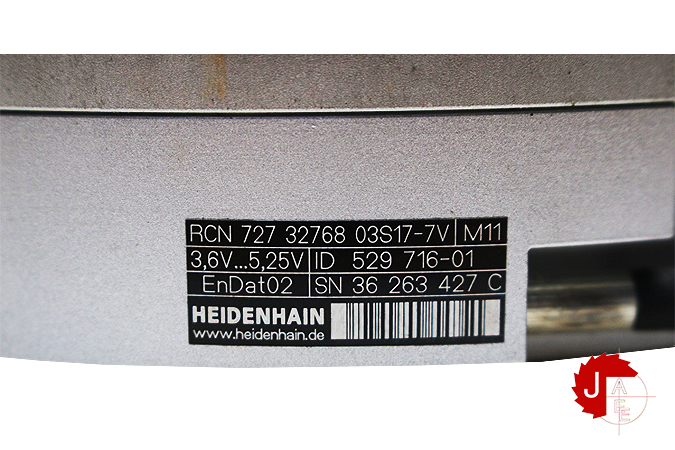 RCN 727 32768 03S17-7V M11
3,6V...5,25V ID 529 716-01
EnDat02 SN 36 263 427 C
HEIDENHAIN
www.heidenhain.de
J
ATEE